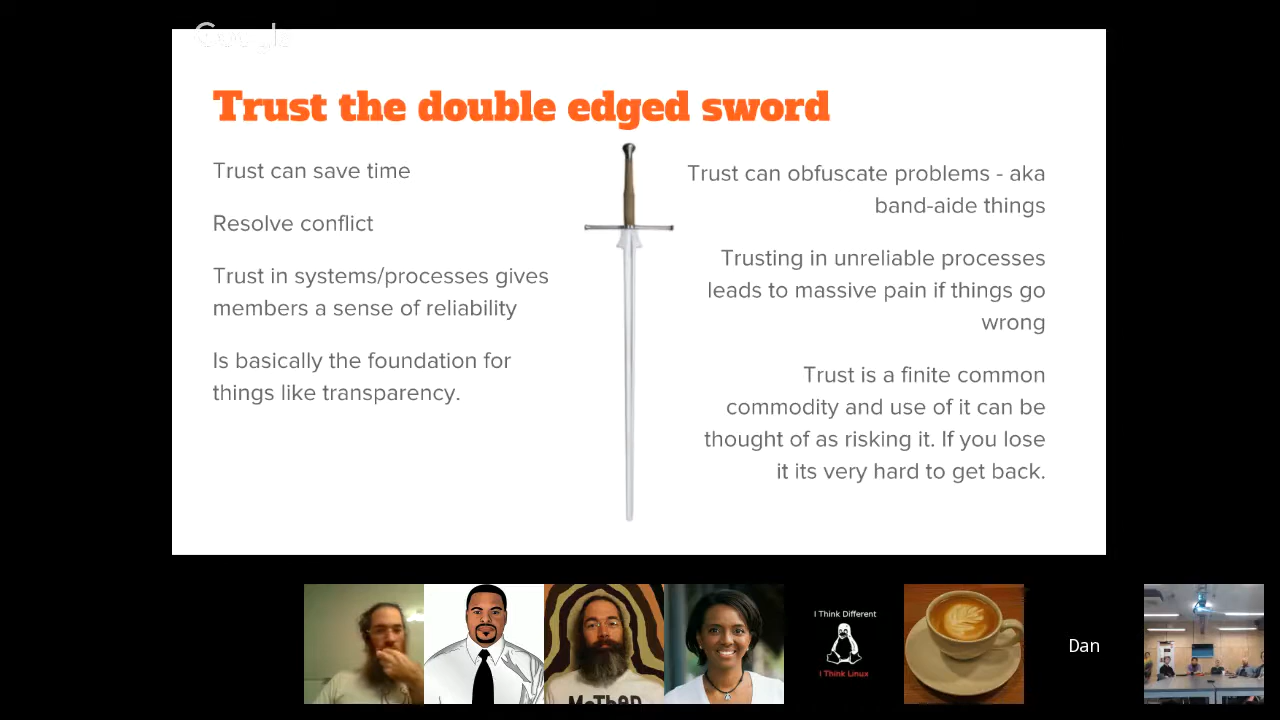 Google
Trust the double edged sword
Trust can save time
Resolve conflict
Trust in systems/processes gives
members a sense of reliability
Is basically the foundation for
things like transparency.
Trust can obfuscate problems - aka
band-aide things
Trusting in unreliable processes
leads to massive pain if things go
wrong
Trust is a finite common
commodity and use of it can be
thought of as risking it. If you lose
it its very hard to get back.
McThen
I Think Different
I Think Linux
Dan